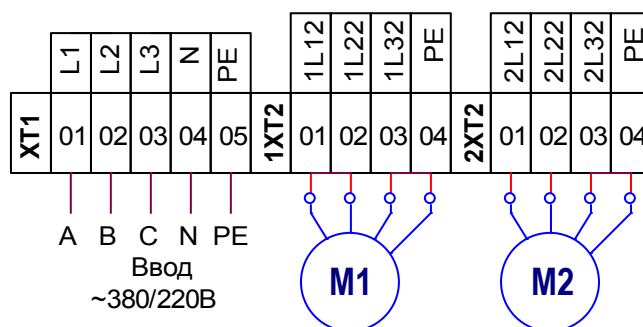 L1 L2 L3 N PE 1L12 1L22 1L32 PE 2L12 2L22 2L32 PE
XT1 01 02 03 04 05 1XT2 01 02 03 04 2XT2 01 02 03 04
A B C N PE
Ввод
~380/220В
M1 M2